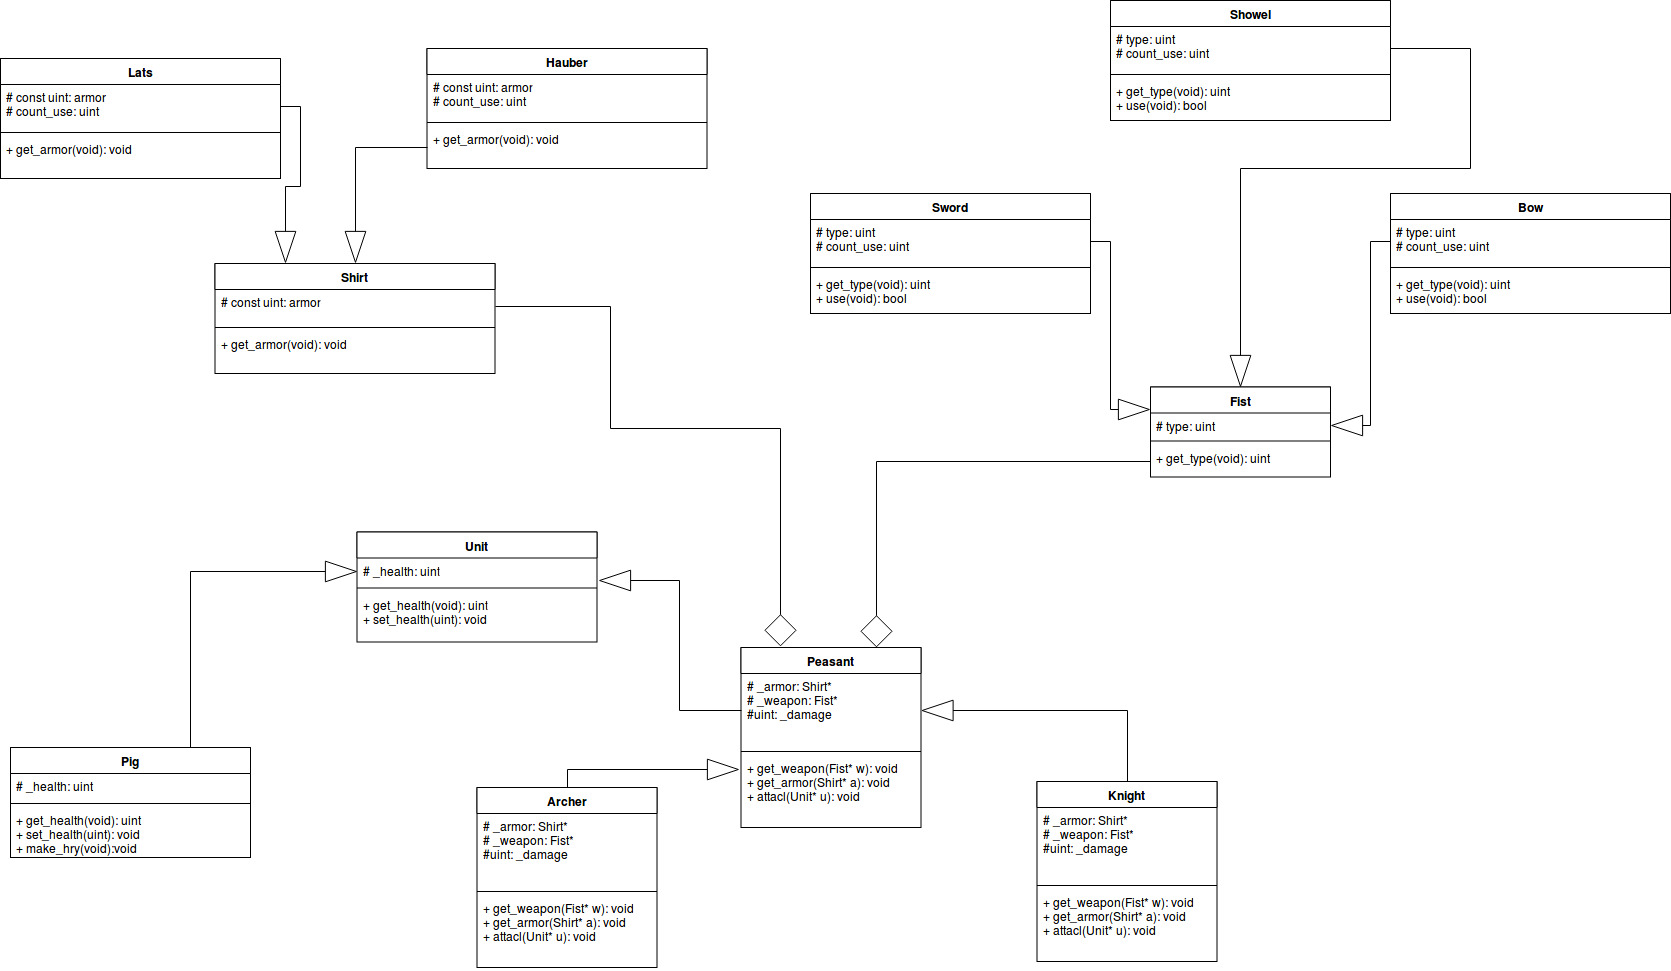 Showel
# type: uint
# count_use: uint
+ get_type(void): uint
+ use(void): bool
Lats
# const uint: armor
# count_use: uint
+ get_armor(void): void
Hauber
# const uint: armor
# count_use: uint
+ get_armor(void): void
Sword
# type: uint
# count_use: uint
+ get_type(void): uint
+ use(void): bool
Bow
# type: uint
# count_use: uint
+ get_type(void): uint
+ use(void): bool
Shirt
# const uint: armor
+ get_armor(void): void
Fist
# type: uint
+ get_type(void): uint
Unit
# _health: uint
+ get_health(void): uint
+ set_health(uint): void
Peasant
# _armor: Shirt*
# _weapon: Fist*
#uint: _damage
+ get_weapon(Fist* w): void
+ get_armor(Shirt* a): void
+ attacl(Unit* u): void
Pig
# _health: uint
+ get_health(void): uint
+ set_health(uint): void
+ make_hry(void):void
Archer
# _armor: Shirt*
# _weapon: Fist*
#uint: _damage
+ get_weapon(Fist* w): void
+ get_armor(Shirt* a): void
+ attacl(Unit* u): void
Knight
# _armor: Shirt*
# _weapon: Fist*
#uint: _damage
+ get_weapon(Fist* w): void
+ get_armor(Shirt* a): void
+ attacl(Unit* u): void